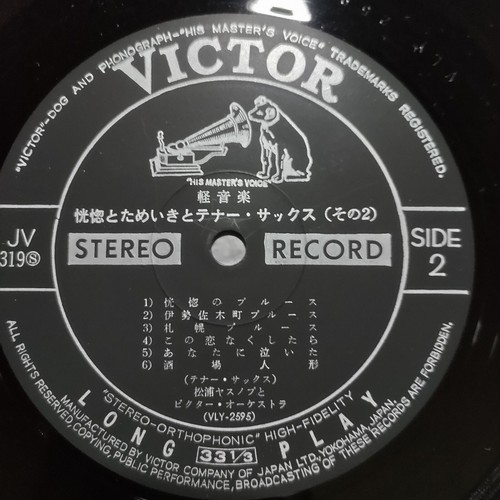 "VICTOR"—DOG AND PHONOGRAPH—"HIS MASTER'S VOICE" TRADEMARKS REGISTERED.
VICTOR
"HIS MASTER'S VOICE"
軽音楽
恍惚とためいきとテナー・サックス(その2)
JV
319Ⓢ
STEREO
RECORD
SIDE
2
1) 恍惚のブルース
2) 伊勢佐木町ブルース
3) 札幌ブルース
4) この恋なくしたら
5) あなたに泣いた
6) 酒場人形
(テナー・サックス)
松浦ヤスノブと
ビクター・オーケストラ
(VLY-2595)
"STEREO-ORTHOPHONIC" HIGH-FIDELITY
LONG 33 1/3 PLAY
MANUFACTURED BY VICTOR COMPANY OF JAPAN LTD., YOKOHAMA, JAPAN.
ALL RIGHTS RESERVED, COPYING, PUBLIC PERFORMANCE, BROADCASTING OF THESE RECORDS ARE FORBIDDEN.